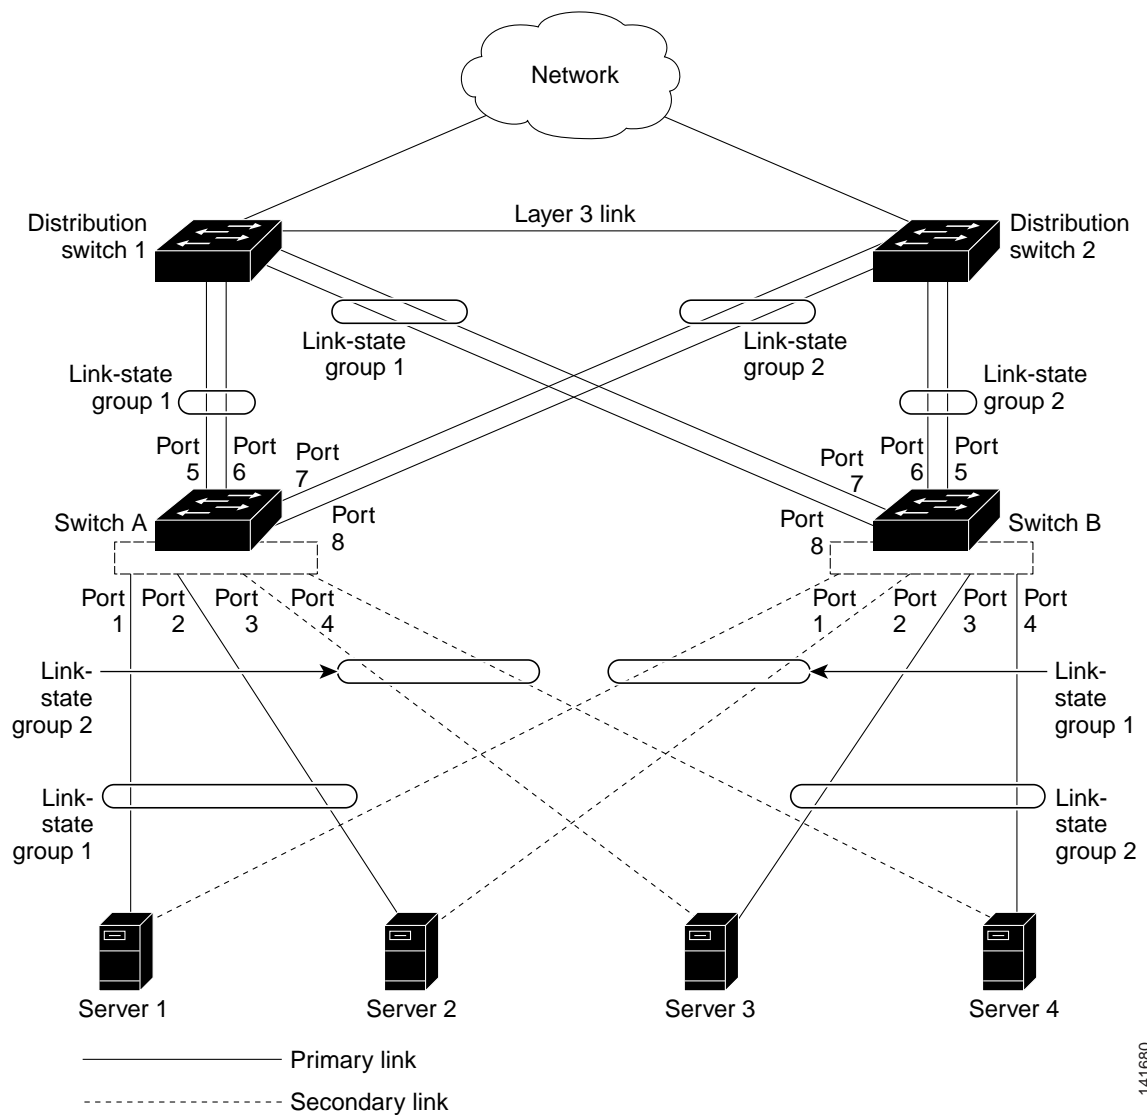 Network
Layer 3 link
Distribution
switch 1
Distribution
switch 2
Link-state
group 1
Link-state
group 2
Link-state
group 1
Link-state
group 2
Port
5
Port
6
Port
7
Port
8
Port
7
Port
6
Port
5
Port
8
Switch A
Switch B
Port
1
Port
2
Port
3
Port
4
Port
1
Port
2
Port
3
Port
4
Link-
state
group 2
Link-
state
group 1
Link-
state
group 1
Link-
state
group 2
Server 1
Server 2
Server 3
Server 4
Primary link
Secondary link
141680